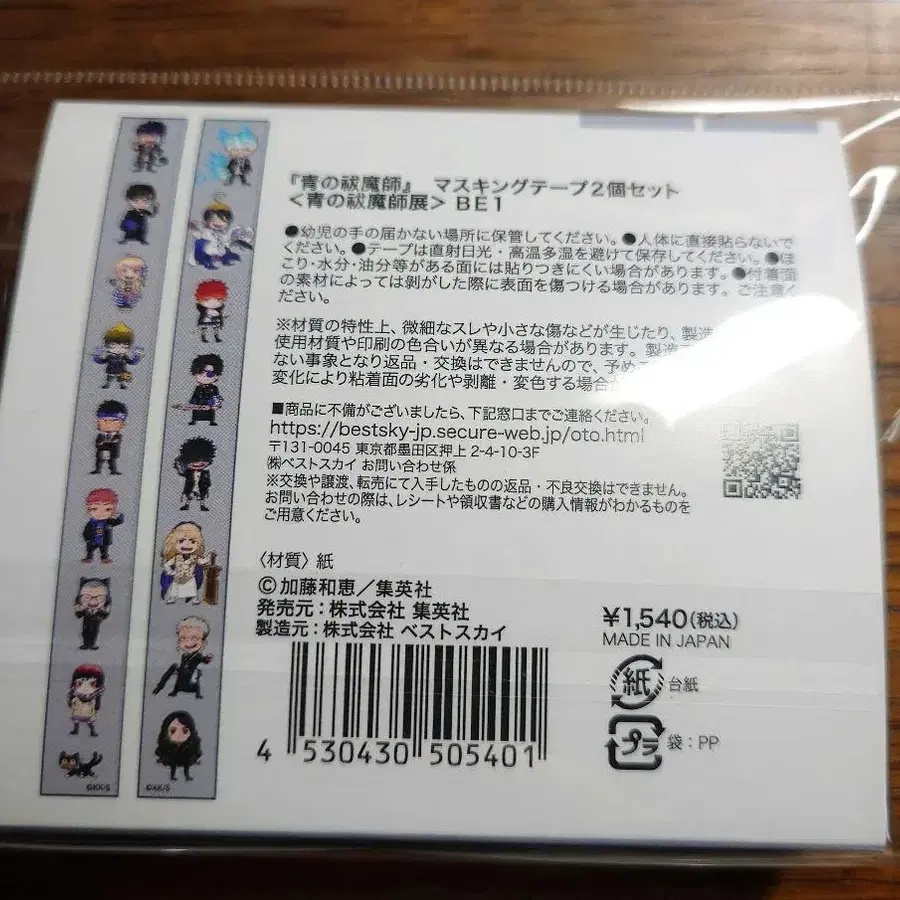 『青の祓魔師』 マスキングテープ2個セット
<青の祓魔師展> BE1
●幼児の手の届かない場所に保管してください。●人体に直接貼らないで
ください。●テープは直射日光・高温多湿を避けて保存してください。●ほ
こり・水分・油分等がある面には貼りつきにくい場合があります。●付着面
の素材によっては剥がした際に表面を傷つける場合があります。ご注意く
ださい。
※材質の特性上、微細なスレや小さな傷などが生じたり、製造
使用材質や印刷の色合いが異なる場合があります。製造
ない事象となり返品・交換はできませんので、予め
変化により粘着面の劣化や剥離・変色する場合
■商品に不備がございましたら、下記窓口までご連絡ください。
https://bestsky-jp.secure-web.jp/oto.html
〒131-0045 東京都墨田区押上 2-4-10-3F
㈱ベストスカイ お問い合わせ係
※交換や譲渡、転売にて入手したものの返品・不良交換はできません。
お問い合わせの際は、レシートや領収書などの購入情報がわかるものを
ご用意ください。
〈材質〉紙
©加藤和恵／集英社
発売元：株式会社 集英社
製造元：株式会社 ベストスカイ
¥1,540(税込)
MADE IN JAPAN
紙 台紙
プラ 袋：PP
4 530430 505401
©KK/S ©KK/S